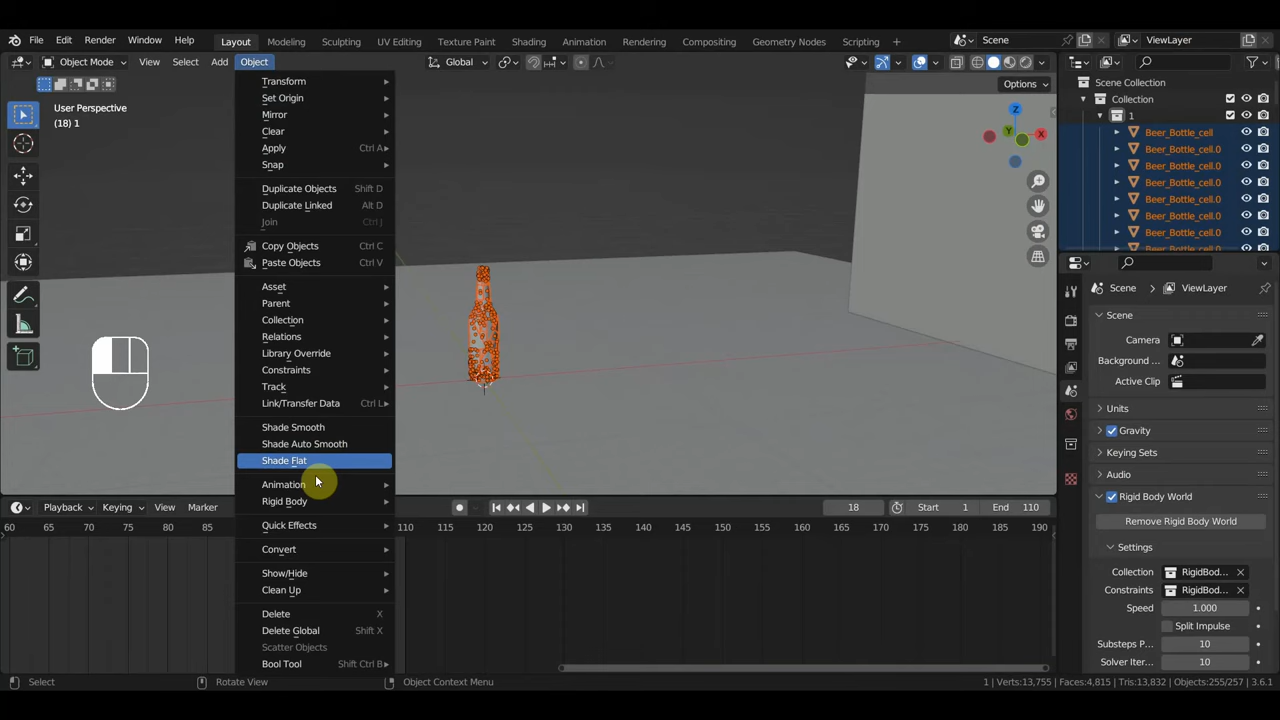 File Edit Render Window Help Layout Modeling Sculpting UV Editing Texture Paint Shading Animation Rendering Compositing Geometry Nodes Scripting + Scene ViewLayer
Object Mode View Select Add Object Global
Options
User Perspective
(18) 1
Transform
Set Origin
Mirror
Clear
Apply Ctrl A
Snap
Duplicate Objects Shift D
Duplicate Linked Alt D
Join Ctrl J
Copy Objects Ctrl C
Paste Objects Ctrl V
Asset
Parent
Collection
Relations
Library Override
Constraints
Track
Link/Transfer Data Ctrl L
Shade Smooth
Shade Auto Smooth
Shade Flat
Animation
Rigid Body
Quick Effects
Convert
Show/Hide
Clean Up
Delete X
Delete Global Shift X
Scatter Objects
Bool Tool Shift Ctrl B
Z
Y
X
Scene Collection
Collection
1
Beer_Bottle_cell
Beer_Bottle_cell.0
Beer_Bottle_cell.0
Beer_Bottle_cell.0
Beer_Bottle_cell.0
Beer_Bottle_cell.0
Beer_Bottle_cell.0
Beer_Bottle_cell.0
Scene ViewLayer
Scene
Camera
Background ...
Active Clip
Units
Gravity
Keying Sets
Audio
Rigid Body World
Remove Rigid Body World
Settings
Collection RigidBod...
Constraints RigidBod...
Speed 1.000
Split Impulse
Substeps P... 10
Solver Iter... 10
Playback Keying View Marker 18 Start 1 End 110
60 65 70 75 80 85 110 115 120 125 130 135 140 145 150 155 160 165 170 175 180 185 190
Select Rotate View Object Context Menu 1 | Verts:13,755 | Faces:4,815 | Tris:13,832 | Objects:255/257 | 3.6.1